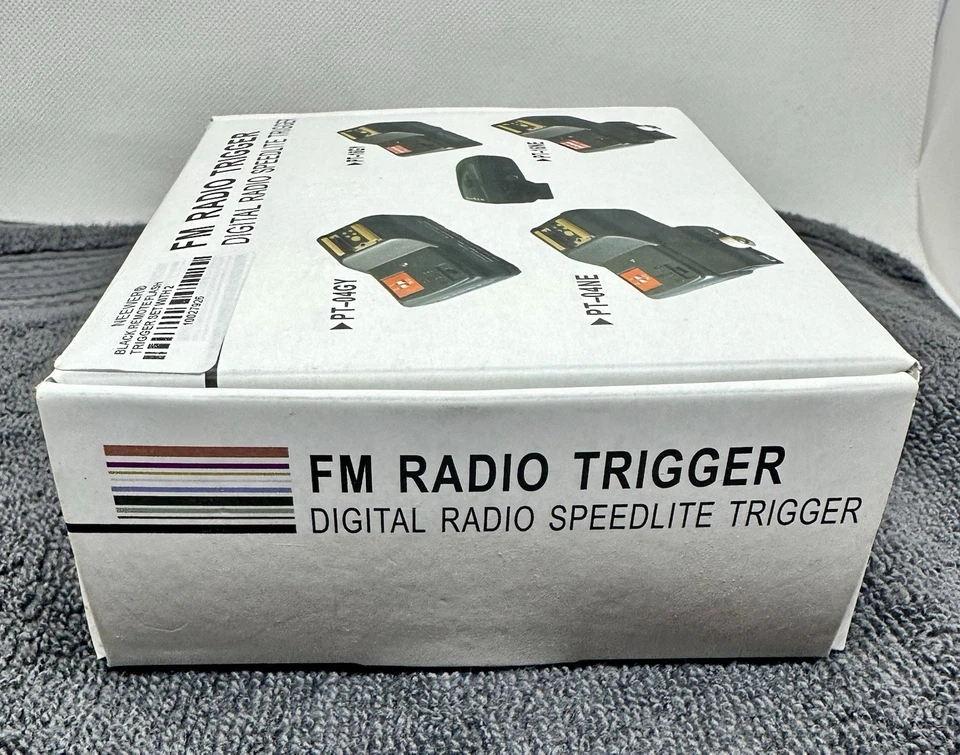 FM RADIO TRIGGER
DIGITAL RADIO SPEEDLITE TRIGGER
NEEWER®
BLACK REMOTE FLASH
TRIGGER SET WITH 2
10027926
▶PT-04GY
▶PT-04NE
FM RADIO TRIGGER
DIGITAL RADIO SPEEDLITE TRIGGER